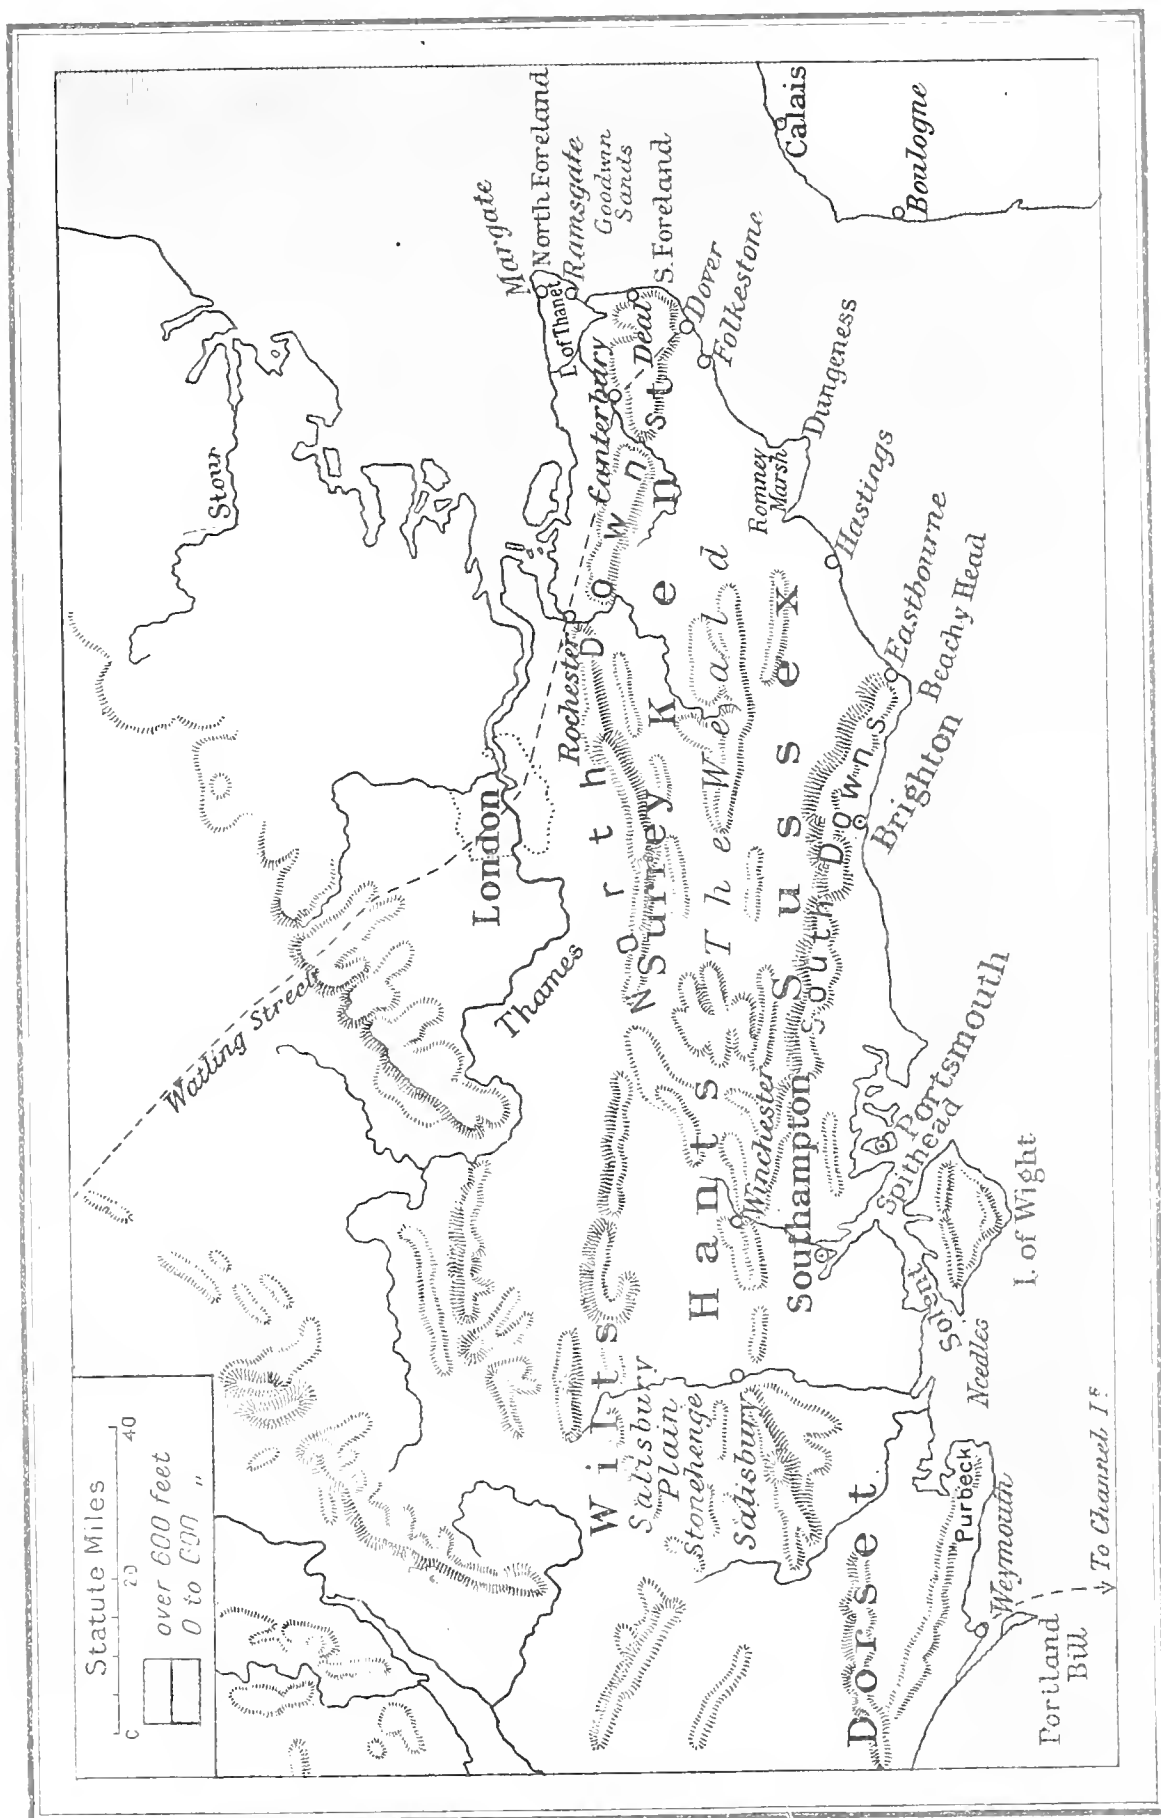 Statute Miles
0 20 40
over 600 feet
0 to "
Watling Street
Stour
London
Thames
Margate
North Foreland
I. of Thanet
Ramsgate
Goodwin
Sands
S. Foreland
Deal
Canterbury
Rochester
Dover
Folkestone
Calais
Boulogne
North Downs
Kent
Surrey
The Weald
Romney
Marsh
Dungeness
Hastings
Sussex
South Downs
Eastbourne
Beachy Head
Brighton
Hants
Winchester
Southampton
Portsmouth
Spithead
Solent
I. of Wight
Needles
Wilts
Salisbury
Plain
Stonehenge
Salisbury
Dorset
Purbeck
Weymouth
Portland
Bill
To Channel Is